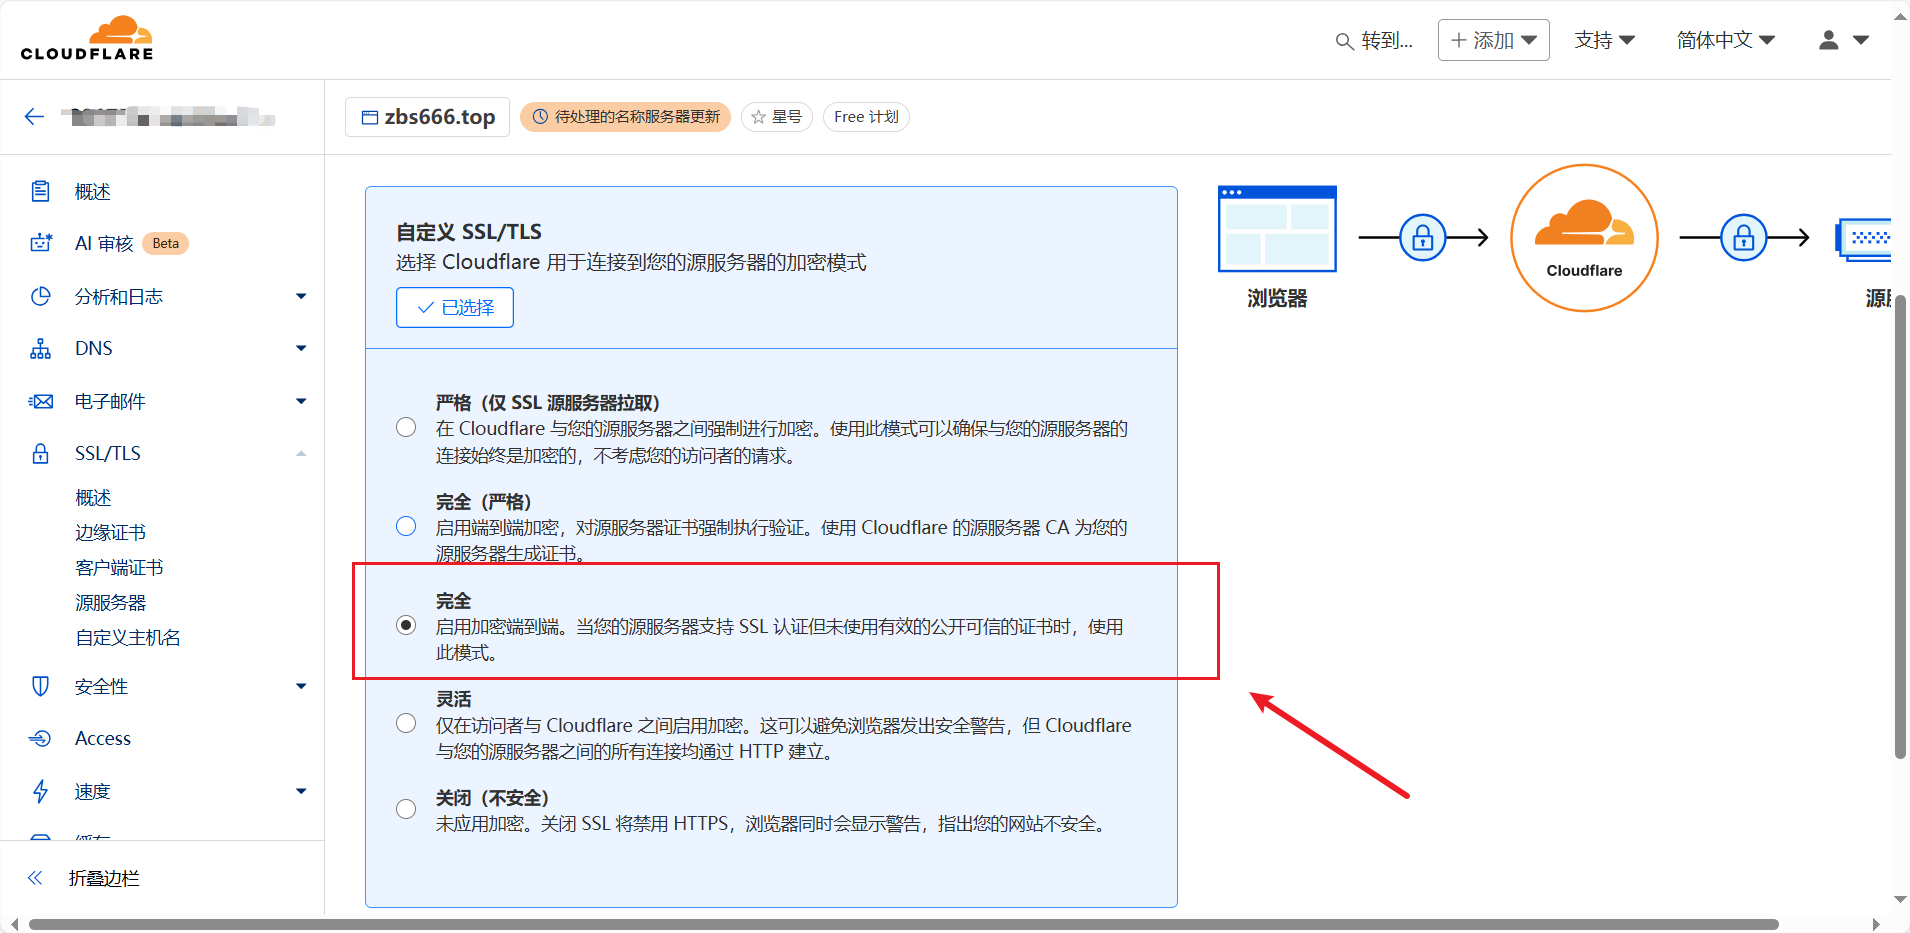 CLOUDFLARE
转到...
添加
支持
简体中文
zbs666.top
待处理的名称服务器更新
星号
Free 计划
概述
AI 审核 Beta
分析和日志
DNS
电子邮件
SSL/TLS
概述
边缘证书
客户端证书
源服务器
自定义主机名
安全性
Access
速度
折叠边栏
自定义 SSL/TLS
选择 Cloudflare 用于连接到您的源服务器的加密模式
已选择
严格（仅 SSL 源服务器拉取）
在 Cloudflare 与您的源服务器之间强制进行加密。使用此模式可以确保与您的源服务器的
连接始终是加密的，不考虑您的访问者的请求。
完全（严格）
启用端到端加密，对源服务器证书强制执行验证。使用 Cloudflare 的源服务器 CA 为您的
源服务器生成证书。
完全
启用加密端到端。当您的源服务器支持 SSL 认证但未使用有效的公开可信的证书时，使用
此模式。
灵活
仅在访问者与 Cloudflare 之间启用加密。这可以避免浏览器发出安全警告，但 Cloudflare
与您的源服务器之间的所有连接均通过 HTTP 建立。
关闭（不安全）
未应用加密。关闭 SSL 将禁用 HTTPS，浏览器同时会显示警告，指出您的网站不安全。
浏览器
Cloudflare
源